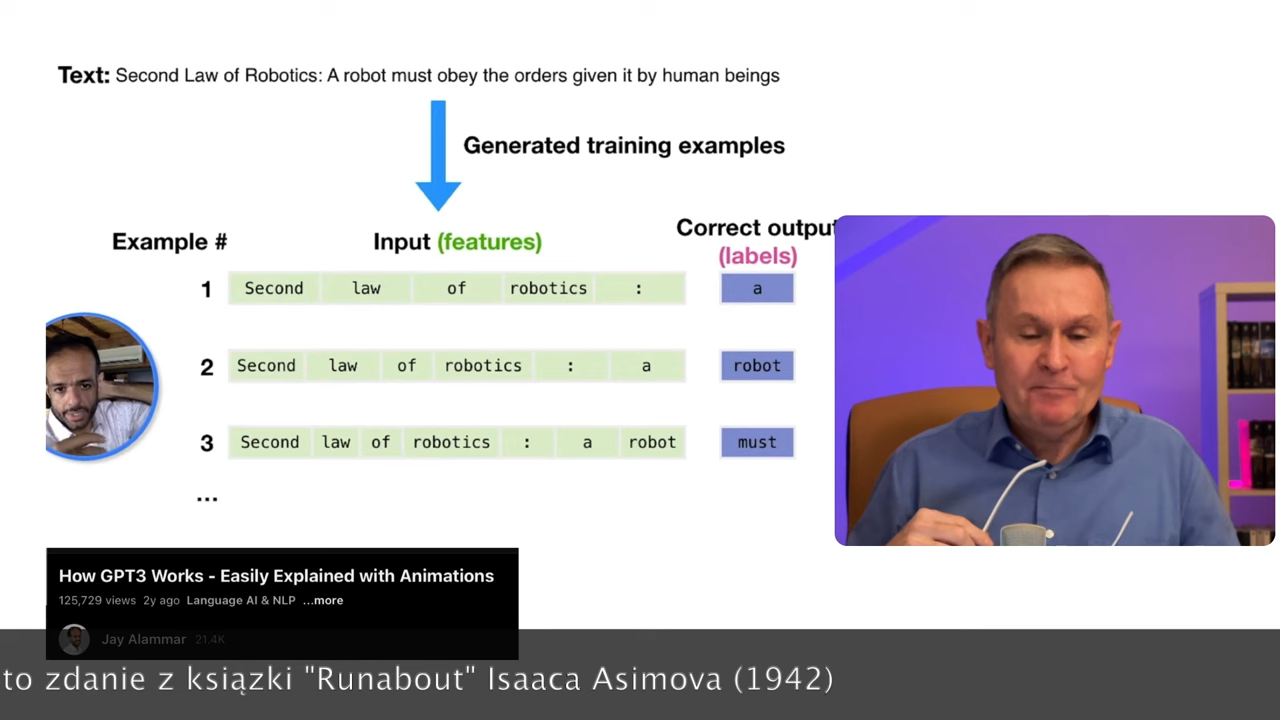 Text: Second Law of Robotics: A robot must obey the orders given it by human beings
Generated training examples
Example # Input (features) Correct output
(labels)
1 Second law of robotics : a
2 Second law of robotics : a robot
3 Second law of robotics : a robot must
...
How GPT3 Works - Easily Explained with Animations
125,729 views 2y ago Language AI & NLP ...more
Jay Alammar 21.4K
to zdanie z książki "Runabout" Isaaca Asimova (1942)